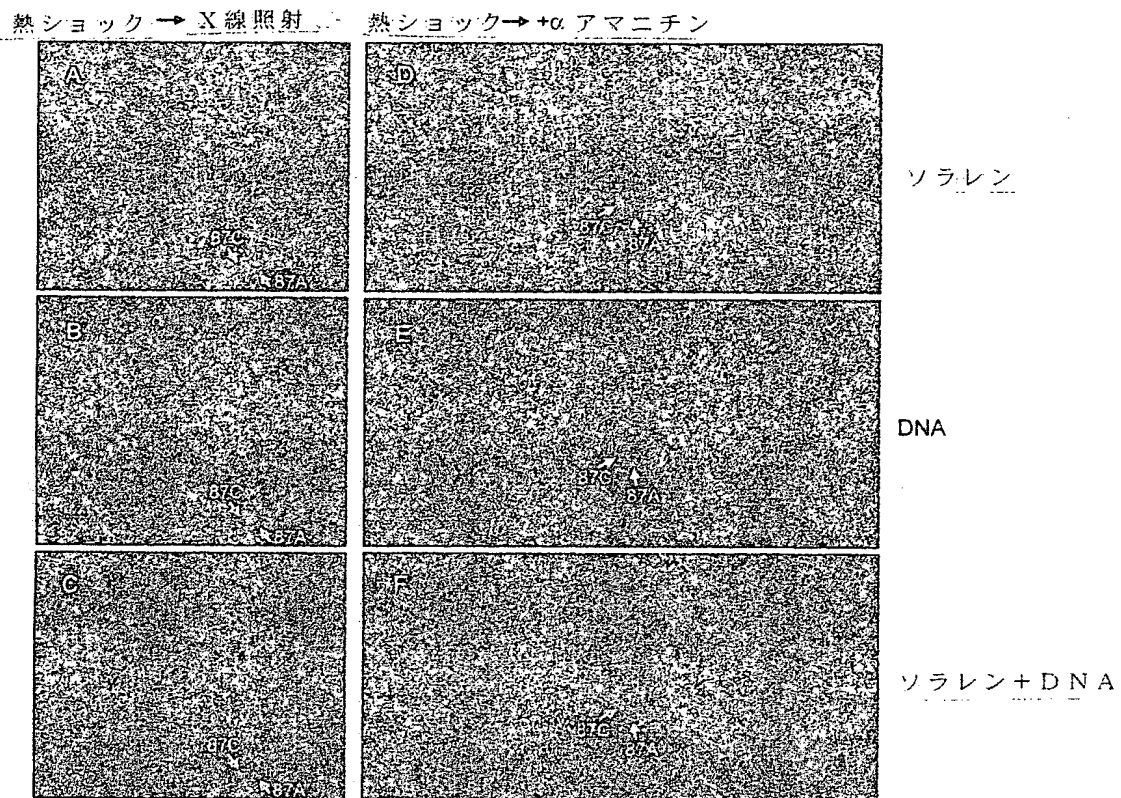 熱ショック→X線照射
熱ショック→+α アマニチン
A
87C
87A
D
87C
87A
ソラレン
B
87C
87A
E
87C
87A
DNA
C
87C
87A
F
87C
87A
ソラレン+DNA